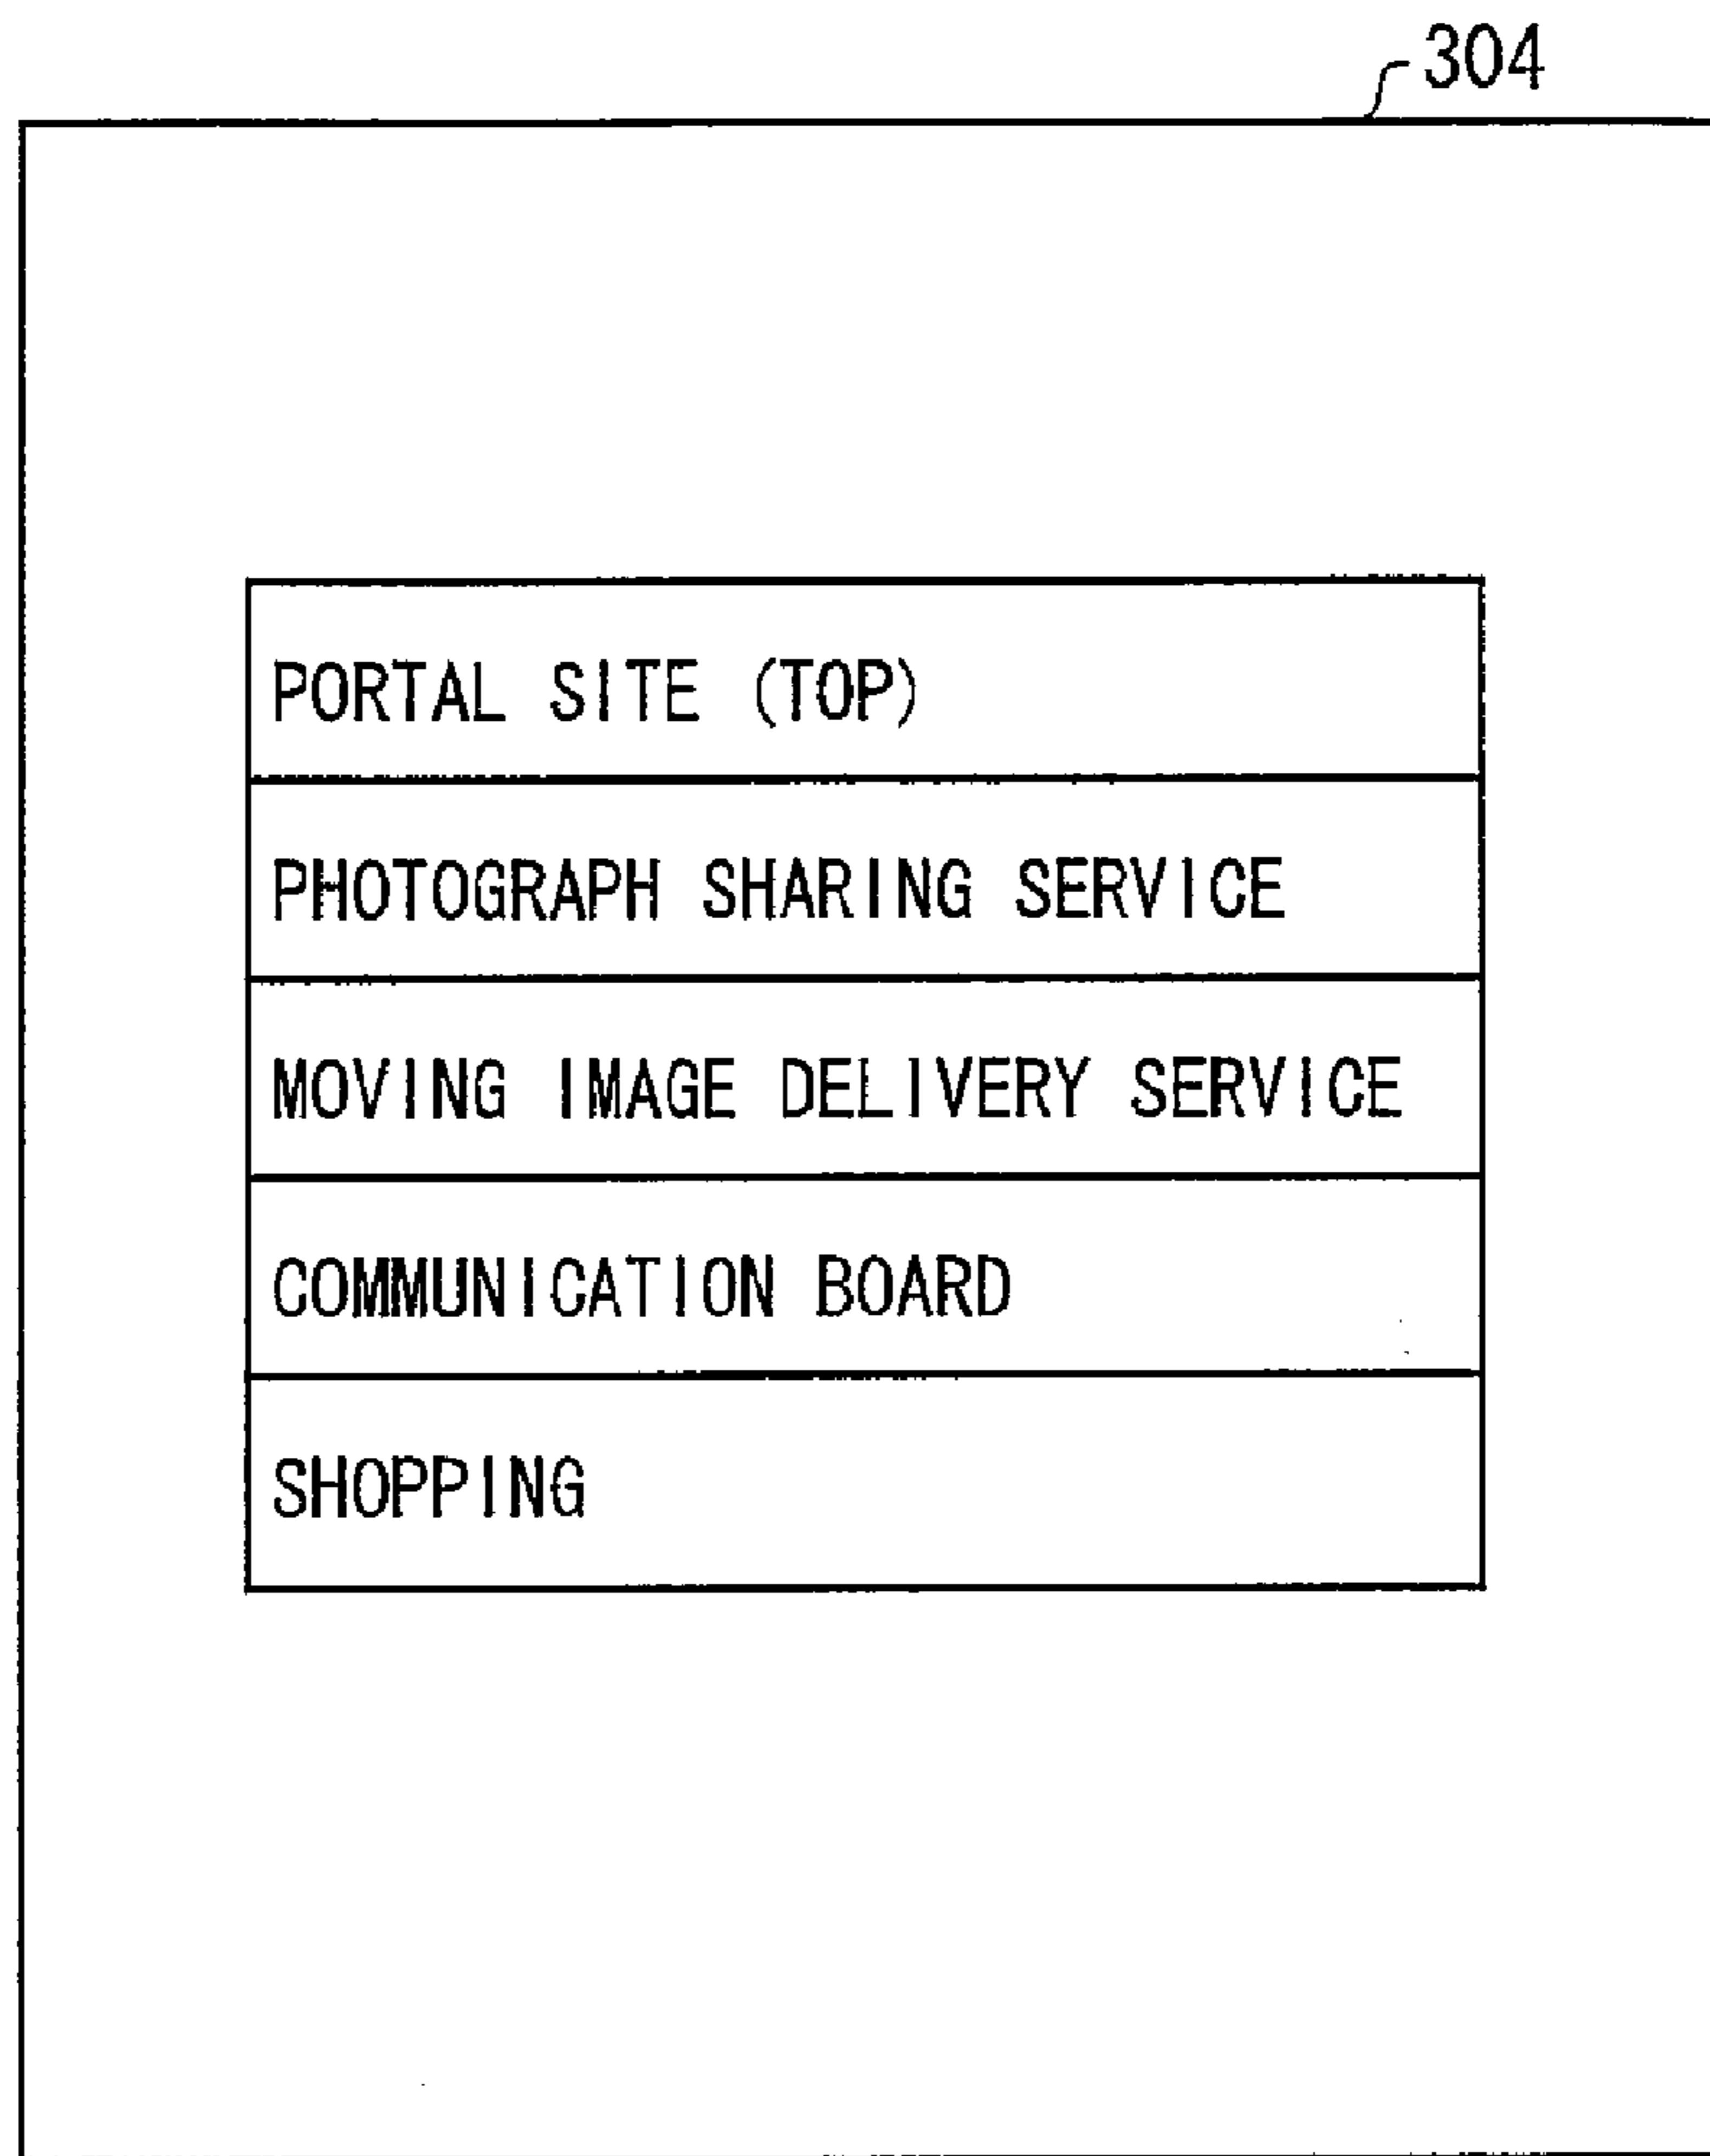 304
PORTAL SITE (TOP)
PHOTOGRAPH SHARING SERVICE
MOVING IMAGE DELIVERY SERVICE
COMMUNICATION BOARD
SHOPPING